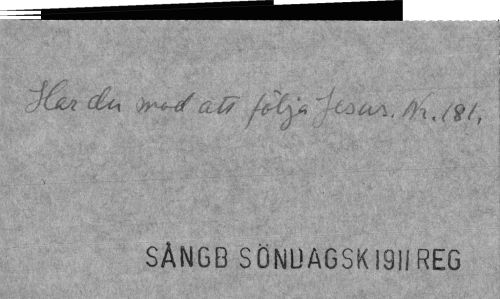 Har du mod att följa Jesus. Nr. 181.
SÅNGB SÖNDAGSK 1911 REG